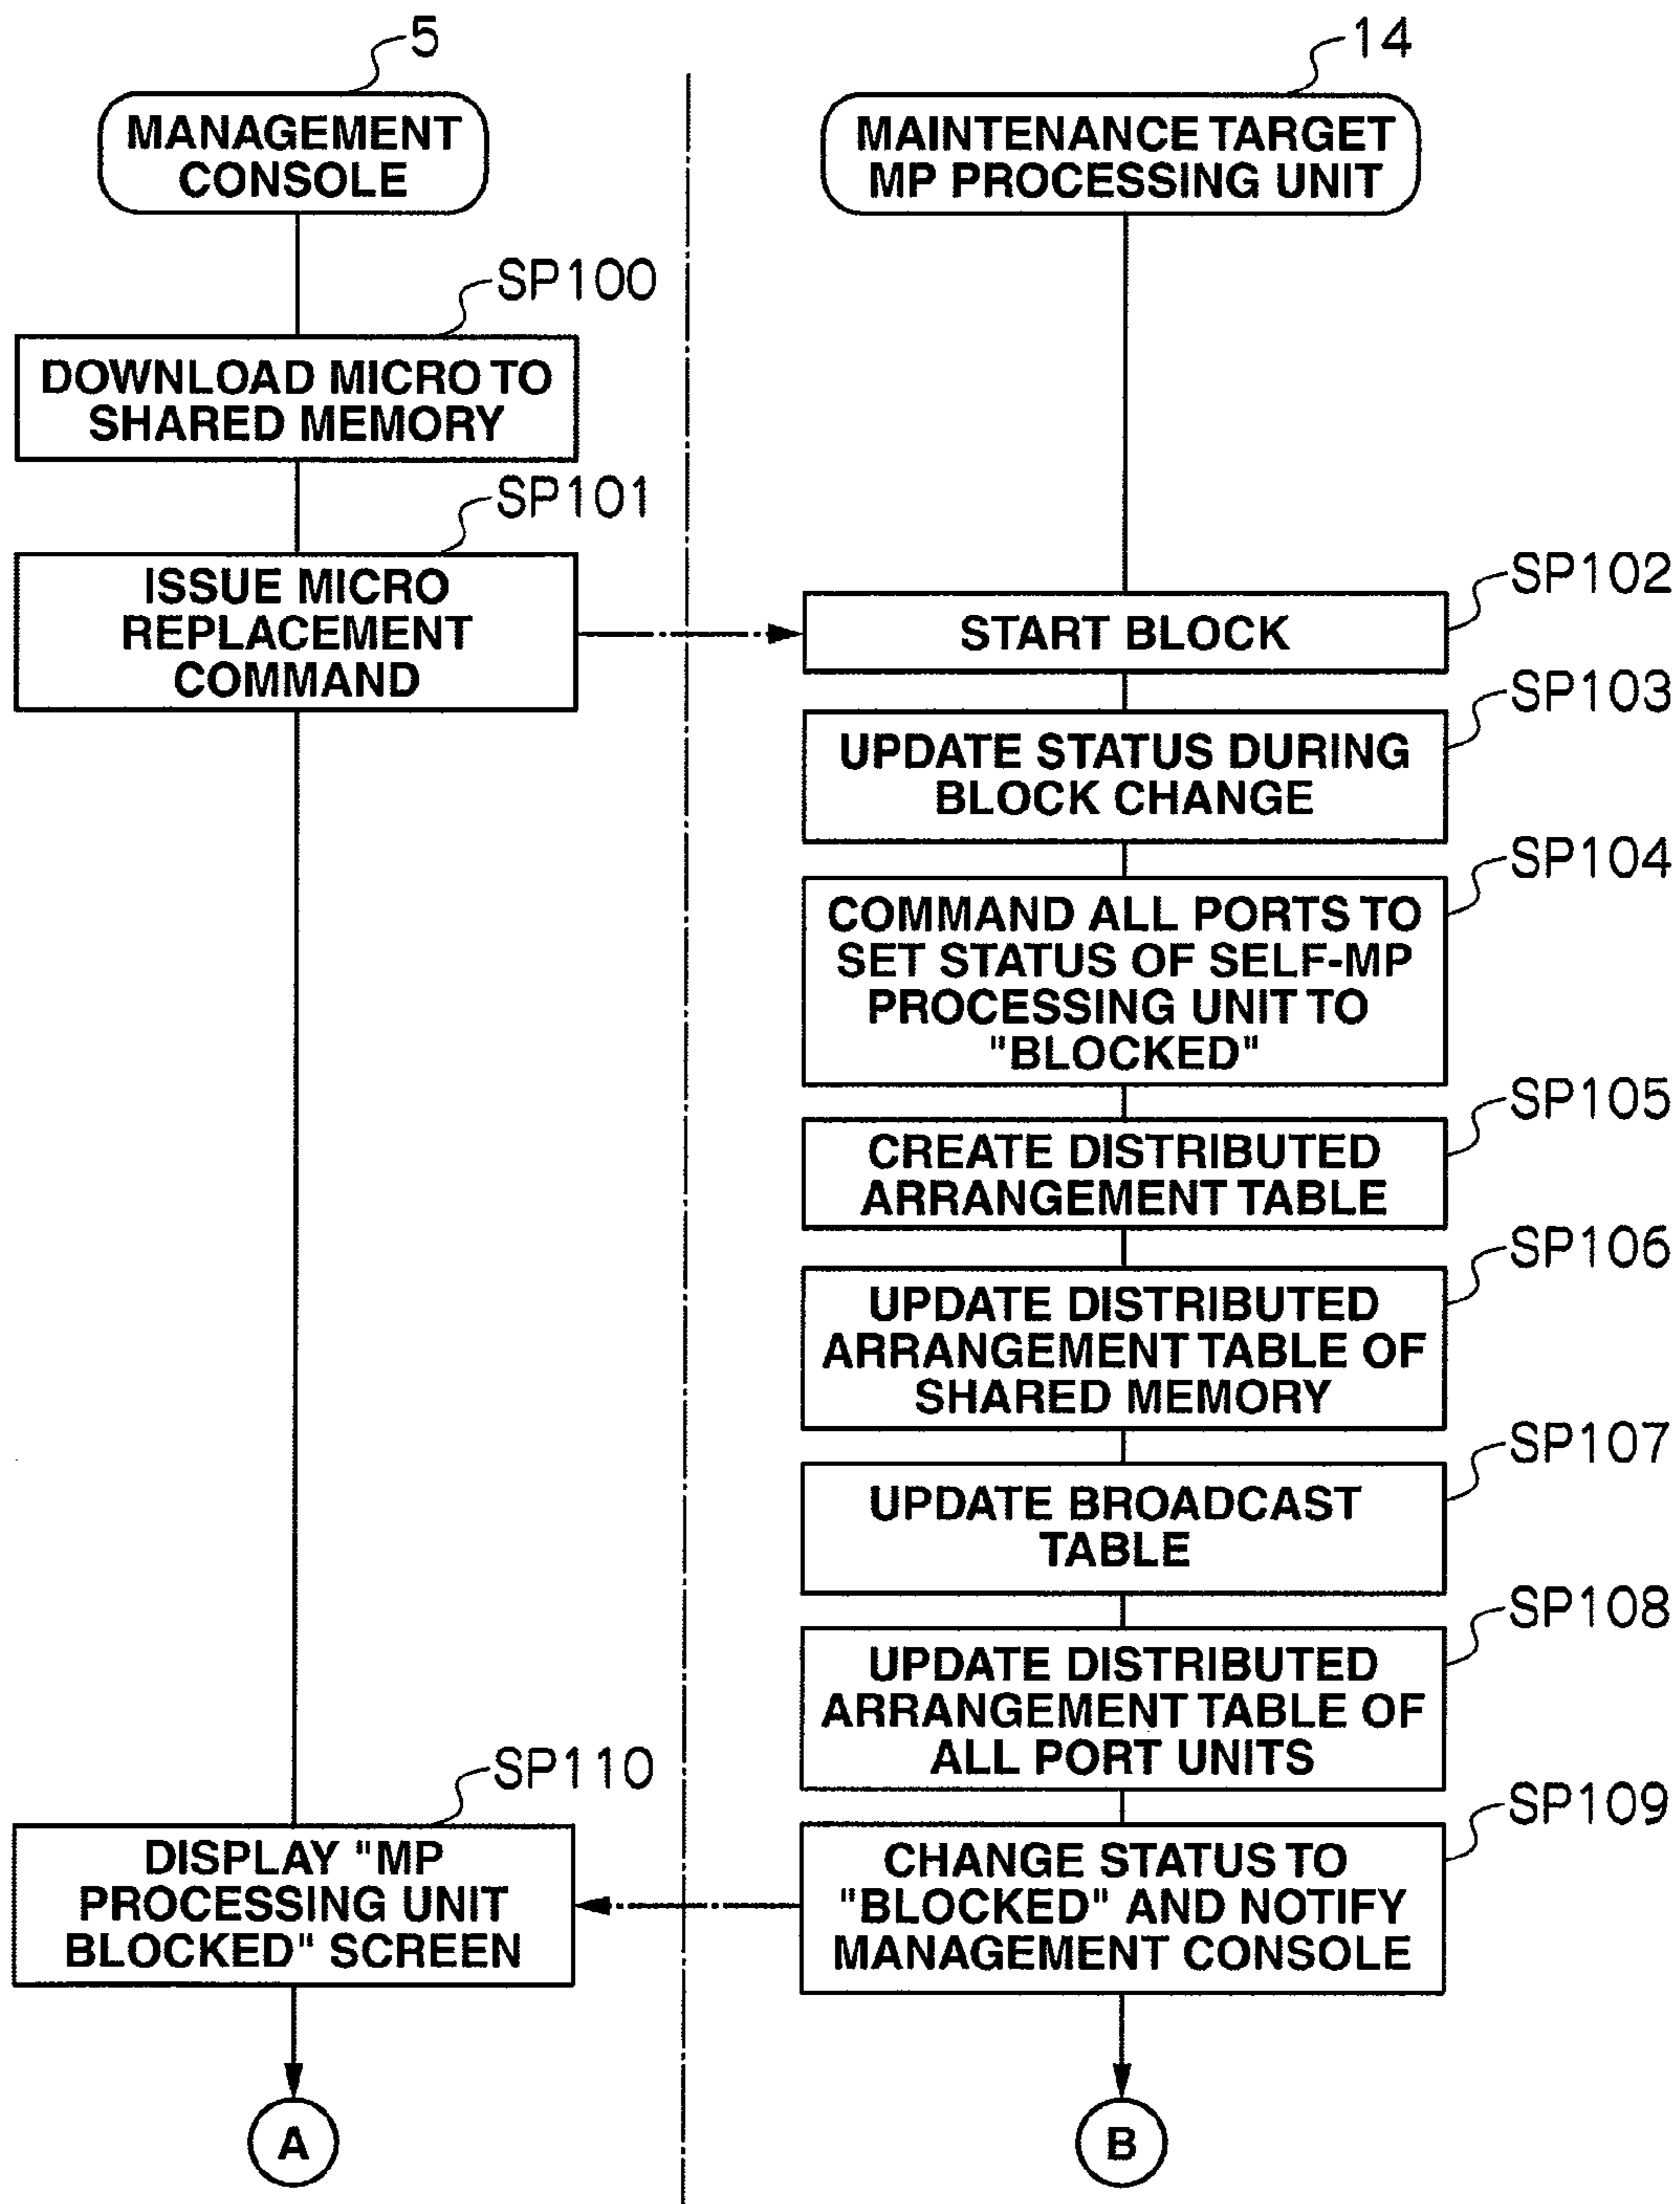 5
MANAGEMENT
CONSOLE
SP100
DOWNLOAD MICRO TO
SHARED MEMORY
SP101
ISSUE MICRO
REPLACEMENT
COMMAND
SP110
DISPLAY "MP
PROCESSING UNIT
BLOCKED" SCREEN
A
14
MAINTENANCE TARGET
MP PROCESSING UNIT
SP102
START BLOCK
SP103
UPDATE STATUS DURING
BLOCK CHANGE
SP104
COMMAND ALL PORTS TO
SET STATUS OF SELF-MP
PROCESSING UNIT TO
"BLOCKED"
SP105
CREATE DISTRIBUTED
ARRANGEMENT TABLE
SP106
UPDATE DISTRIBUTED
ARRANGEMENT TABLE OF
SHARED MEMORY
SP107
UPDATE BROADCAST
TABLE
SP108
UPDATE DISTRIBUTED
ARRANGEMENT TABLE OF
ALL PORT UNITS
SP109
CHANGE STATUS TO
"BLOCKED" AND NOTIFY
MANAGEMENT CONSOLE
B